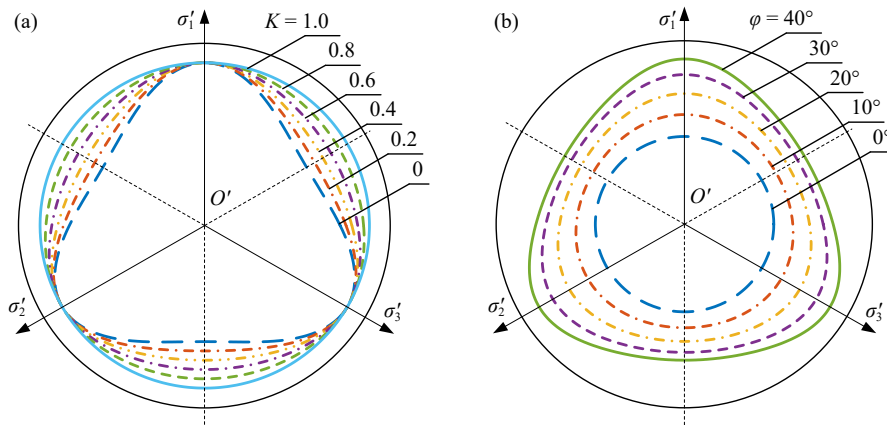 (a)
σ′₁
K = 1.0
0.8
0.6
0.4
0.2
0
O′
σ′₂
σ′₃
(b)
σ′₁
φ = 40°
30°
20°
10°
0°
O′
σ′₂
σ′₃